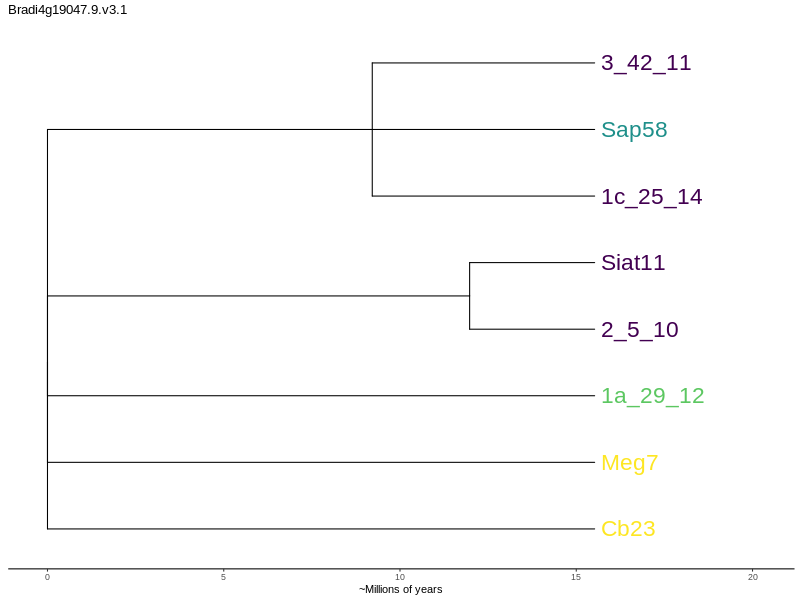 Bradi4g19047.9.v3.1
3_42_11
Sap58
1c_25_14
Siat11
2_5_10
1a_29_12
Meg7
Cb23
0 5 10 15 20
~Millions of years